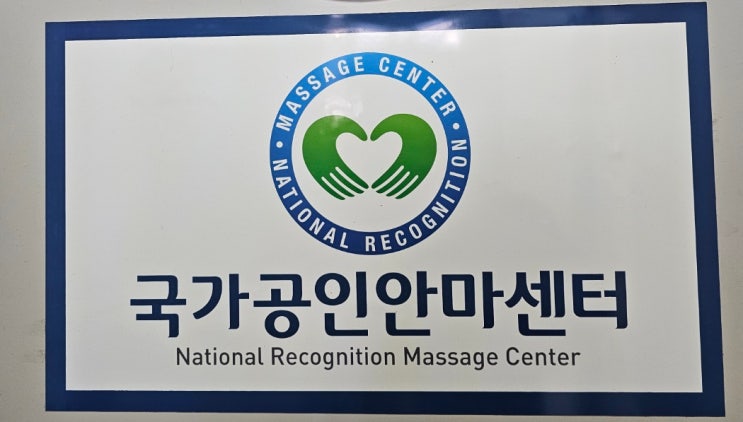 MASSAGE CENTER
NATIONAL RECOGNITION
국가공인안마센터
National Recognition Massage Center